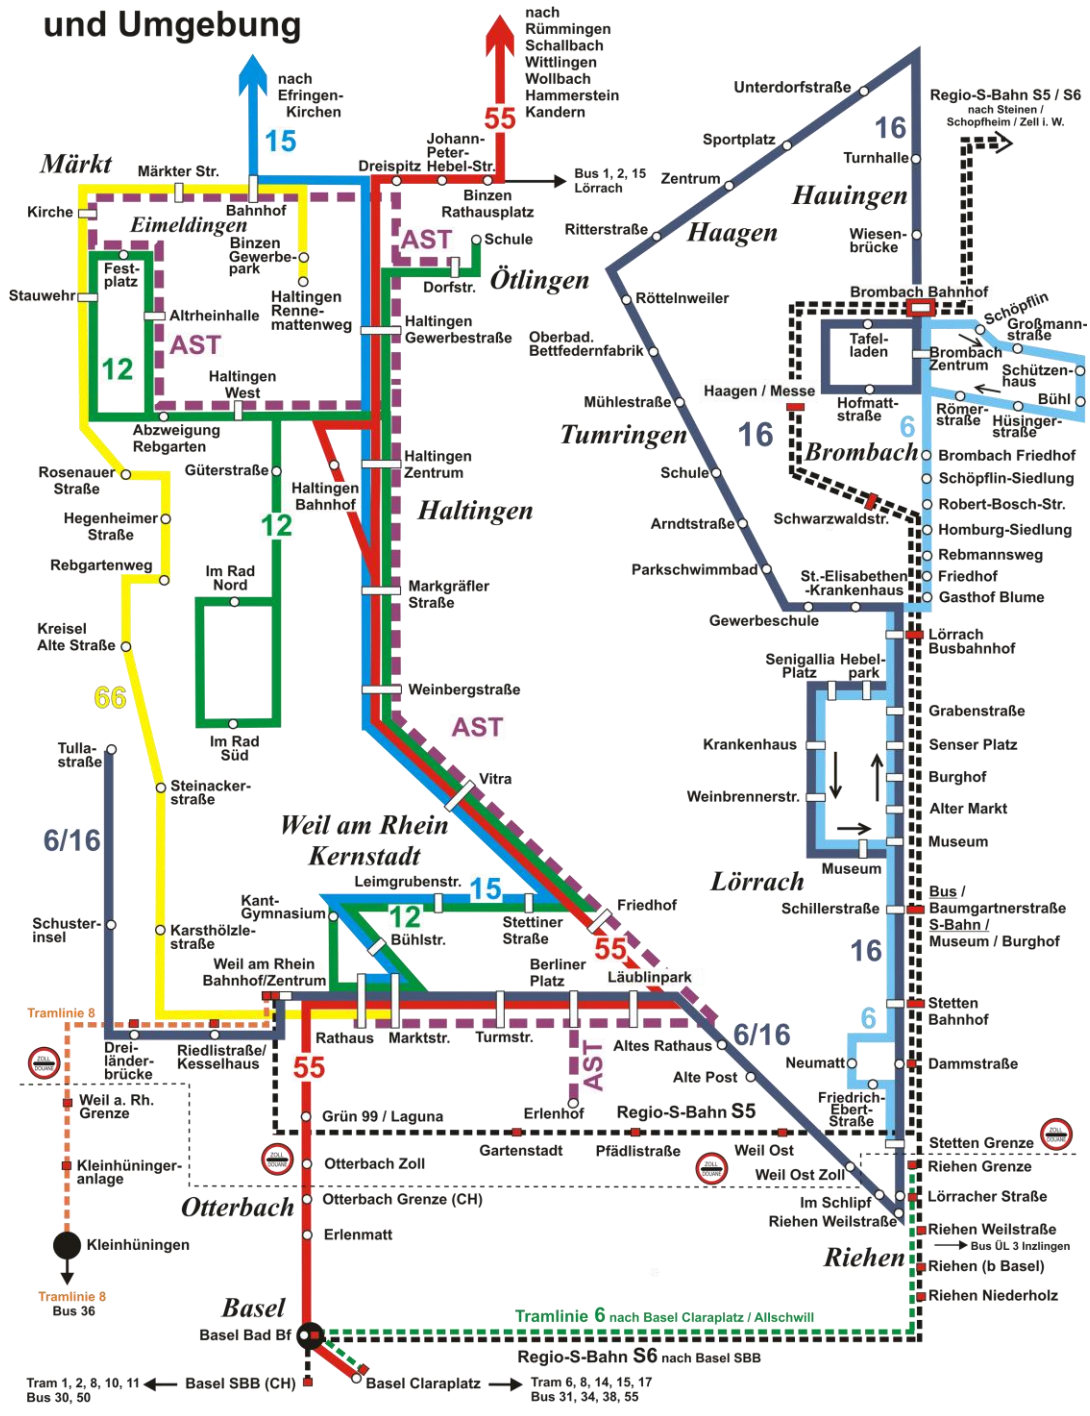 und Umgebung
nach
Efringen-
Kirchen
15
nach
Rümmingen
Schallbach
Wittlingen
Wollbach
Hammerstein
Kandern
55
Johann-
Peter-
Hebel-Str.
Dreispitz
Binzen
Rathausplatz
Bus 1, 2, 15
Lörrach
Märkt
Märkter Str.
Kirche
Bahnhof
Eimeldingen
Binzen
Gewerbe-
park
Fest-
platz
Haltingen
Renne-
mattenweg
Stauwehr
Altrheinhalle
AST
12
Haltingen
West
Abzweigung
Rebgarten
AST
Schule
Dorfstr.
Ötlingen
Haltingen
Gewerbestraße
Rosenauer
Straße
Güterstraße
Haltingen
Bahnhof
Haltingen
Zentrum
Haltingen
Hegenheimer
Straße
12
Rebgartenweg
Im Rad
Nord
Markgräfler
Straße
Kreisel
Alte Straße
66
Weinbergstraße
AST
Im Rad
Süd
Tulla-
straße
Steinacker-
straße
Vitra
6/16
Weil am Rhein
Kernstadt
Leimgrubenstr.
15
Kant-
Gymnasium
12
Bühlstr.
Stettiner
Straße
Friedhof
55
Schuster-
insel
Karsthölzle-
straße
Weil am Rhein
Bahnhof/Zentrum
Berliner
Platz
Läublinpark
Tramlinie 8
Rathaus
Marktstr.
Turmstr.
Altes Rathaus
6/16
Drei-
länder-
brücke
Riedlistraße/
Kesselhaus
ZOLL
DOUANE
55
AST
Alte Post
Weil a. Rh.
Grenze
Grün 99 / Laguna
Erlenhof
Regio-S-Bahn S5
Gartenstadt
Pfädlistraße
Weil Ost
Kleinhüninger-
anlage
ZOLL
DOUANE
Otterbach Zoll
ZOLL
DOUANE
Weil Ost Zoll
Otterbach
Otterbach Grenze (CH)
Im Schlipf
Riehen Weilstraße
Kleinhüningen
Erlenmatt
Riehen
Tramlinie 8
Bus 36
Basel
Basel Bad Bf
Tramlinie 6 nach Basel Claraplatz / Allschwill
Regio-S-Bahn S6 nach Basel SBB
Tram 1, 2, 8, 10, 11
Bus 30, 50
Basel SBB (CH)
Basel Claraplatz
Tram 6, 8, 14, 15, 17
Bus 31, 34, 38, 55
Unterdorfstraße
Regio-S-Bahn S5 / S6
nach Steinen /
Schopfheim / Zell i. W.
16
Sportplatz
Turnhalle
Zentrum
Hauingen
Ritterstraße
Haagen
Wiesen-
brücke
Röttelnweiler
Brombach Bahnhof
Schöpflin
Großmann-
straße
Oberbad.
Bettfedernfabrik
Tafel-
laden
Brombach
Zentrum
Schützen-
haus
Haagen / Messe
Hofmatt-
straße
Römer-
straße
Bühl
Hüsinger-
straße
Mühlestraße
16
6
Tumringen
Brombach
Brombach Friedhof
Schule
Schöpflin-Siedlung
Robert-Bosch-Str.
Arndtstraße
Schwarzwaldstr.
Homburg-Siedlung
Rebmannsweg
Parkschwimmbad
St.-Elisabethen
-Krankenhaus
Friedhof
Gasthof Blume
Gewerbeschule
Lörrach
Busbahnhof
Senigallia
Platz
Hebel-
park
Grabenstraße
Krankenhaus
Senser Platz
Burghof
Weinbrennerstr.
Alter Markt
Museum
Museum
Lörrach
Bus /
Baumgartnerstraße
S-Bahn /
Museum / Burghof
Schillerstraße
16
6
Stetten
Bahnhof
Neumatt
Dammstraße
Friedrich-
Ebert-
Straße
ZOLL
DOUANE
Stetten Grenze
Riehen Grenze
Lörracher Straße
Riehen Weilstraße
Bus ÜL 3 Inzlingen
Riehen (b Basel)
Riehen Niederholz